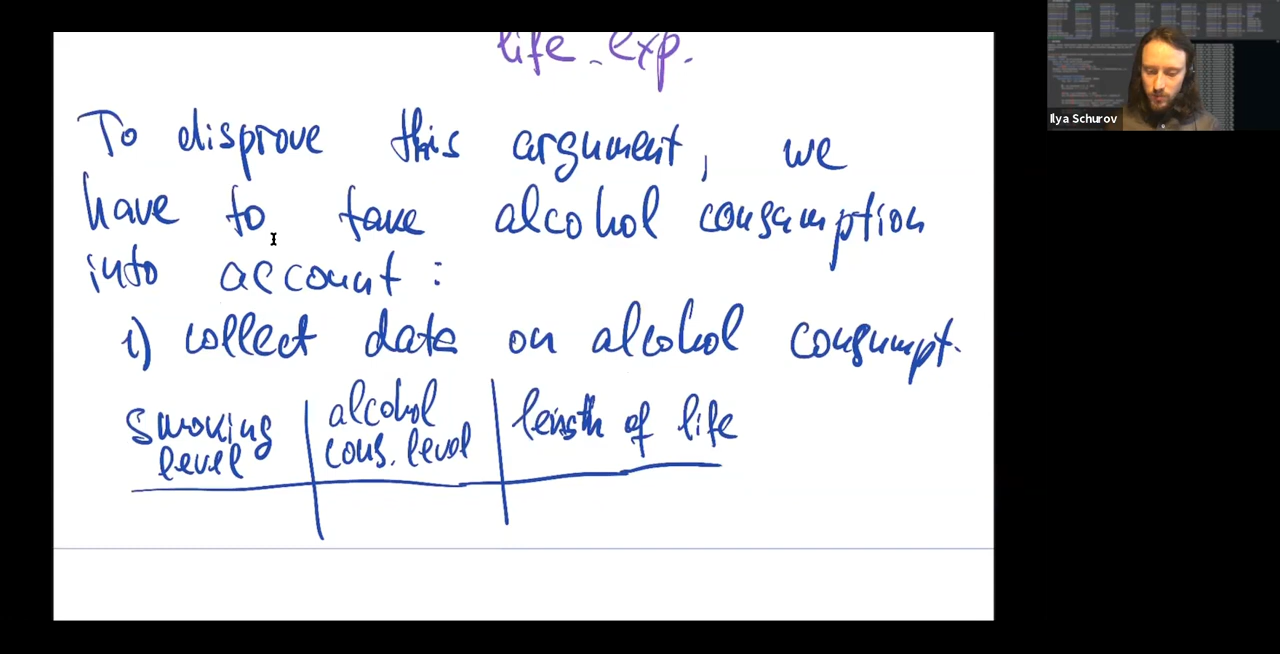 life exp.
To disprove this argument, we
have to take alcohol consumption
into account:
1) collect data on alcohol consumpt.
smoking level | alcohol cons. level | length of life
Ilya Schurov